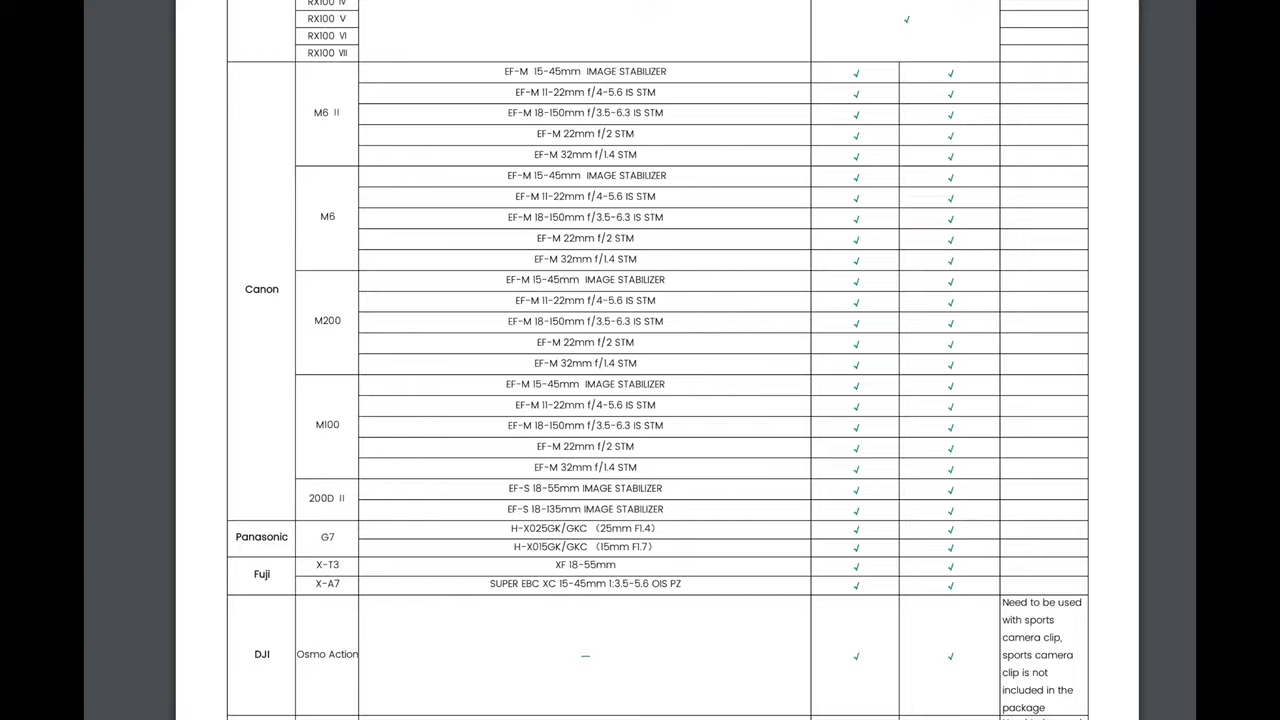 RX100 IV
RX100 V √
RX100 VI
RX100 VII
Canon
M6 II
EF-M 15-45mm IMAGE STABILIZER √ √
EF-M 11-22mm f/4-5.6 IS STM √ √
EF-M 18-150mm f/3.5-6.3 IS STM √ √
EF-M 22mm f/2 STM √ √
EF-M 32mm f/1.4 STM √ √
M6
EF-M 15-45mm IMAGE STABILIZER √ √
EF-M 11-22mm f/4-5.6 IS STM √ √
EF-M 18-150mm f/3.5-6.3 IS STM √ √
EF-M 22mm f/2 STM √ √
EF-M 32mm f/1.4 STM √ √
M200
EF-M 15-45mm IMAGE STABILIZER √ √
EF-M 11-22mm f/4-5.6 IS STM √ √
EF-M 18-150mm f/3.5-6.3 IS STM √ √
EF-M 22mm f/2 STM √ √
EF-M 32mm f/1.4 STM √ √
M100
EF-M 15-45mm IMAGE STABILIZER √ √
EF-M 11-22mm f/4-5.6 IS STM √ √
EF-M 18-150mm f/3.5-6.3 IS STM √ √
EF-M 22mm f/2 STM √ √
EF-M 32mm f/1.4 STM √ √
200D II
EF-S 18-55mm IMAGE STABILIZER √ √
EF-S 18-135mm IMAGE STABILIZER √ √
Panasonic
G7
H-X025GK/GKC （25mm F1.4） √ √
H-X015GK/GKC （15mm F1.7） √ √
Fuji
X-T3 XF 18-55mm √ √
X-A7 SUPER EBC XC 15-45mm 1:3.5-5.6 OIS PZ √ √
DJI Osmo Action — √ √
Need to be used
with sports
camera clip,
sports camera
clip is not
included in the
package